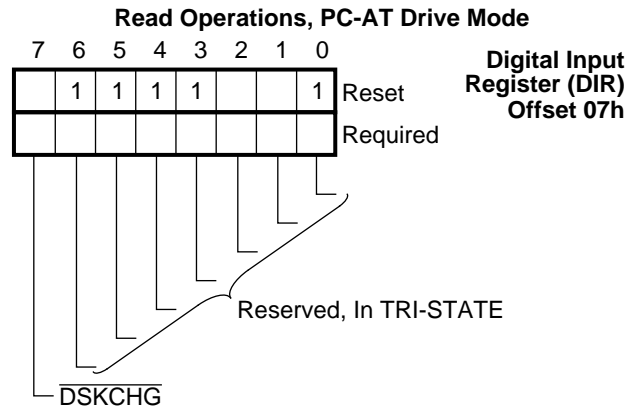 Read Operations, PC-AT Drive Mode
7 6 5 4 3 2 1 0
Digital Input
Register (DIR)
Offset 07h
1 1 1 1 1 Reset
Required
Reserved, In TRI-STATE
DSKCHG